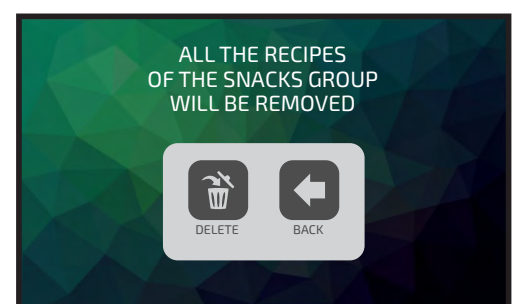 ALL THE RECIPES
OF THE SNACKS GROUP
WILL BE REMOVED
DELETE BACK